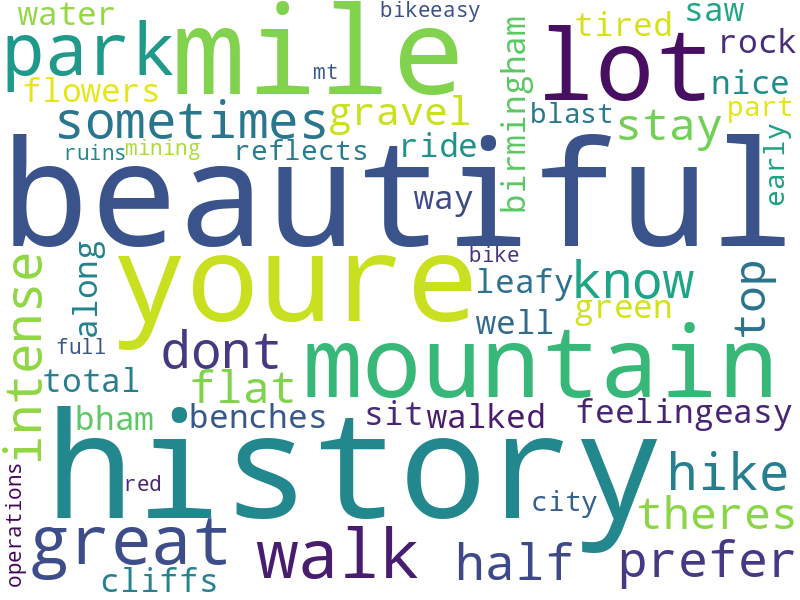 water
bikeeasy
saw
park
mile
lot
tired
rock
mt
birmingham
flowers
nice
sometimes
gravel
blast
part
stay
ruins
mining
reflects
ride
early
beautiful
way
along
youre
bike
intense
leafy
know
top
green
well
full
dont
mountain
total
flat
bham
benches
sit
walked
feelingeasy
history
red
hike
operations
city
theres
great
walk
half
prefer
cliffs